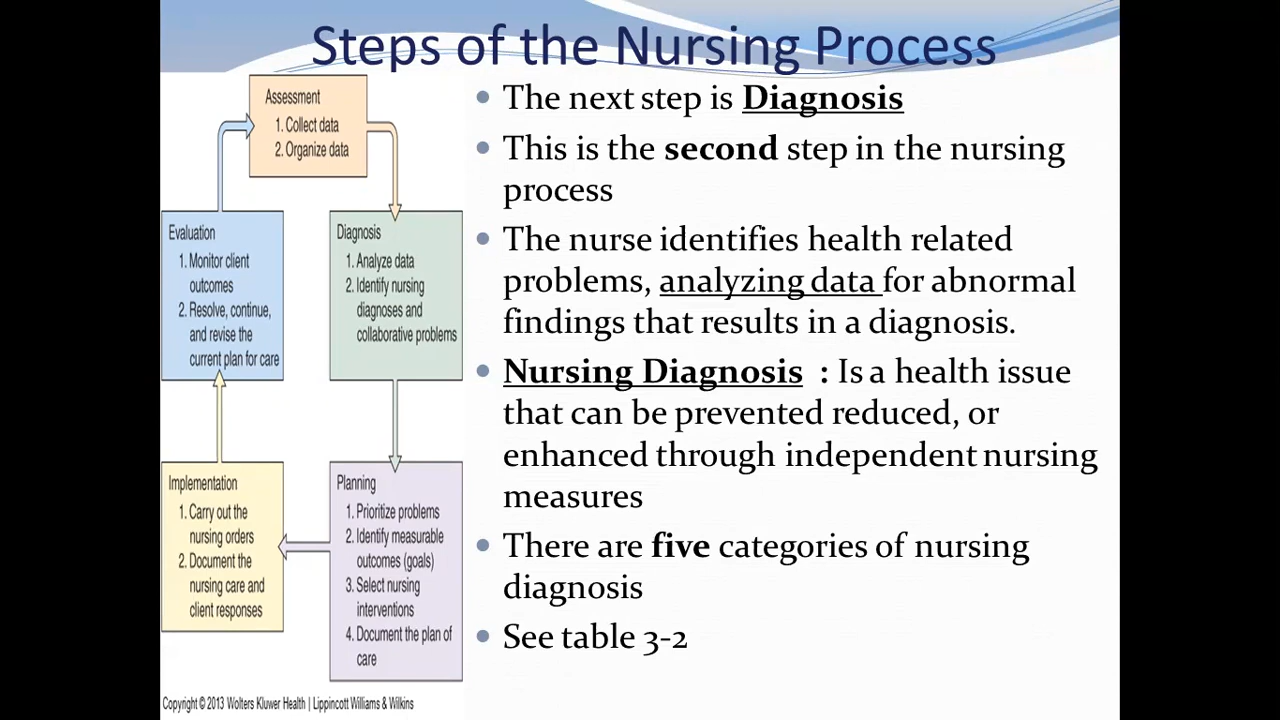 Steps of the Nursing Process
Assessment
1. Collect data
2. Organize data
Evaluation
1. Monitor client
outcomes
2. Resolve, continue,
and revise the
current plan for care
Diagnosis
1. Analyze data
2. Identify nursing
diagnoses and
collaborative problems
Implementation
1. Carry out the
nursing orders
2. Document the
nursing care and
client responses
Planning
1. Prioritize problems
2. Identify measurable
outcomes (goals)
3. Select nursing
interventions
4. Document the plan of
care
Copyright © 2013 Wolters Kluwer Health | Lippincott Williams & Wilkins
• The next step is Diagnosis
• This is the second step in the nursing
process
• The nurse identifies health related
problems, analyzing data for abnormal
findings that results in a diagnosis.
• Nursing Diagnosis : Is a health issue
that can be prevented reduced, or
enhanced through independent nursing
measures
• There are five categories of nursing
diagnosis
• See table 3-2